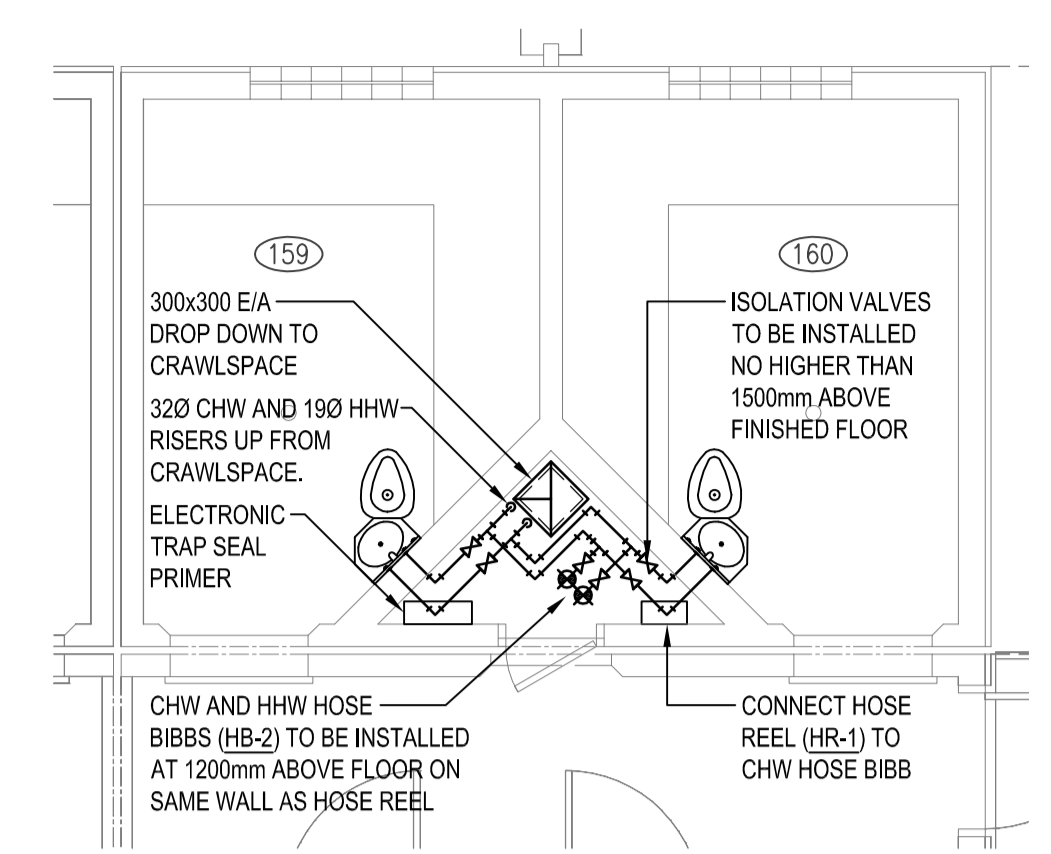 159
300x300 E/A
DROP DOWN TO
CRAWLSPACE
32Ø CHW AND 19Ø HHW
RISERS UP FROM
CRAWLSPACE.
ELECTRONIC
TRAP SEAL
PRIMER
160
ISOLATION VALVES
TO BE INSTALLED
NO HIGHER THAN
1500mm ABOVE
FINISHED FLOOR
CHW AND HHW HOSE
BIBBS (HB-2) TO BE INSTALLED
AT 1200mm ABOVE FLOOR ON
SAME WALL AS HOSE REEL
CONNECT HOSE
REEL (HR-1) TO
CHW HOSE BIBB